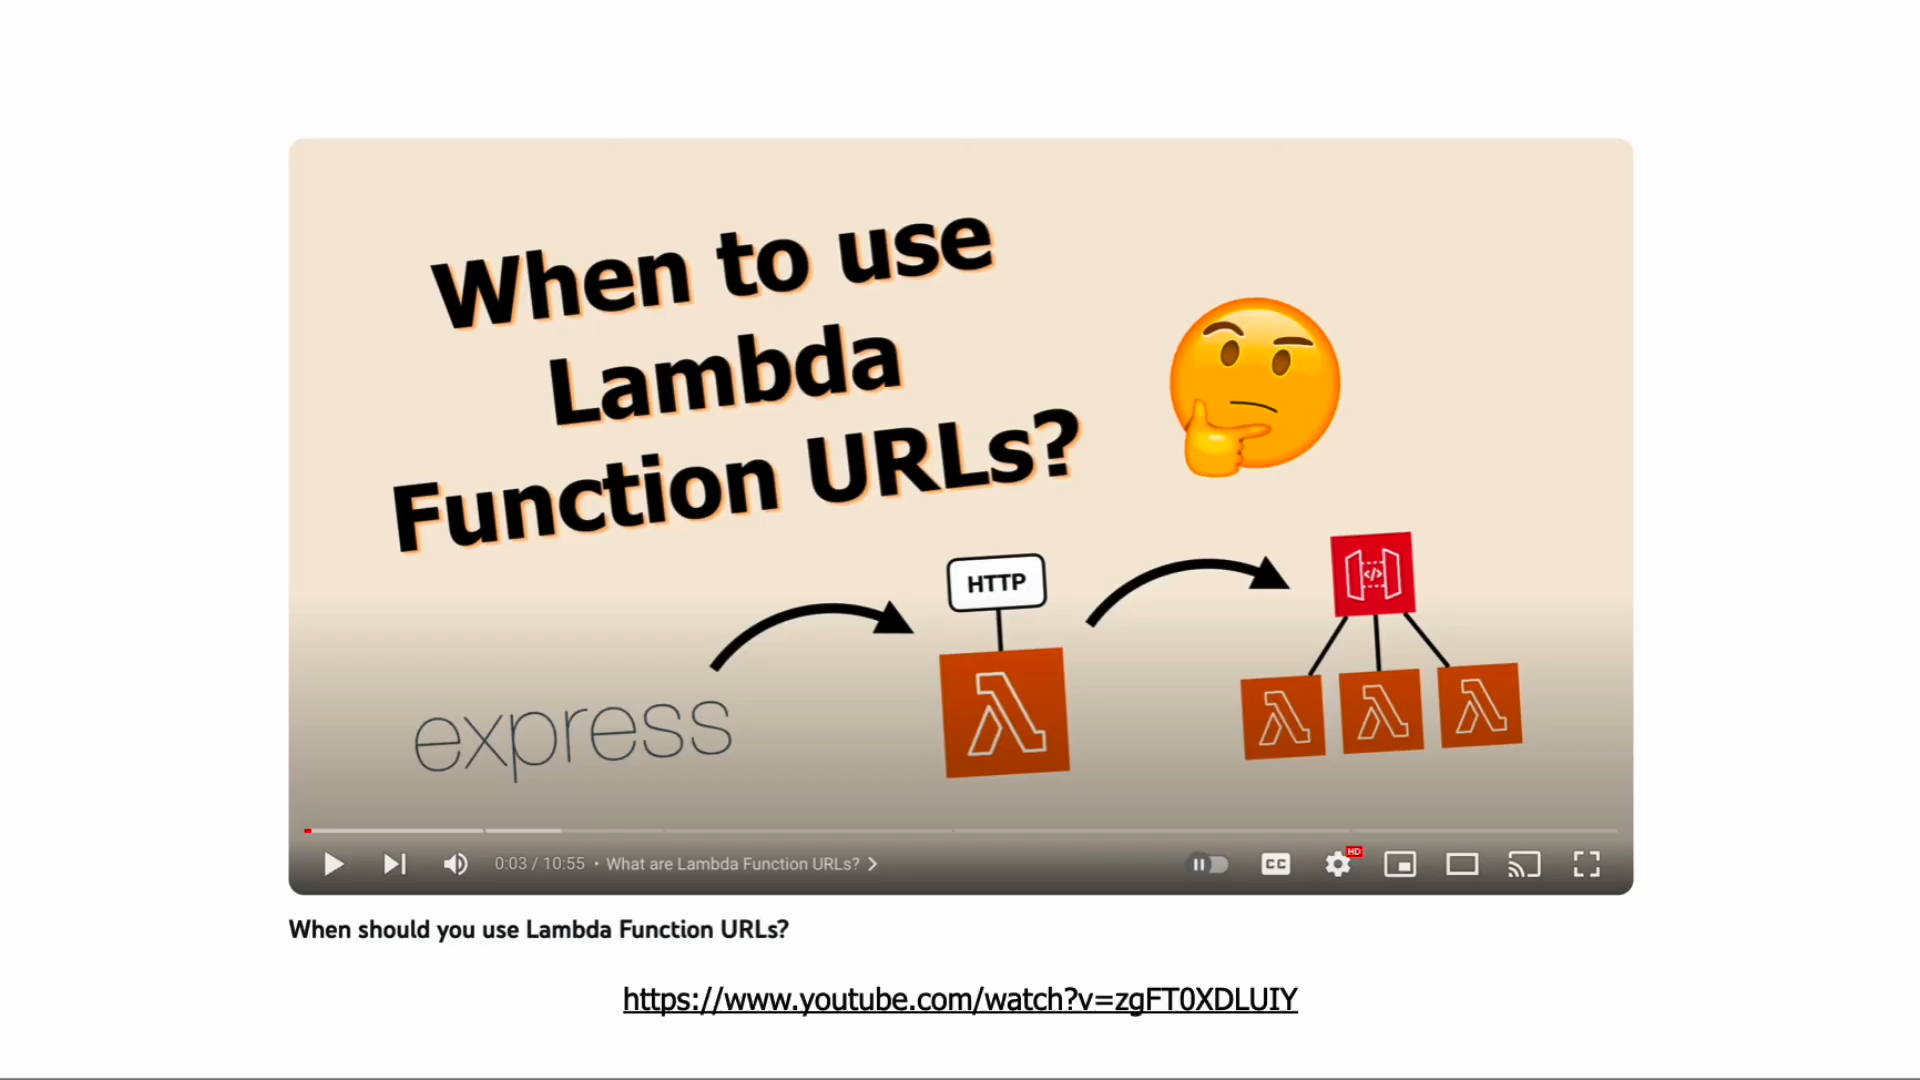 When to use
Lambda
Function URLs?
HTTP
</>
express
0:03 / 10:55 • What are Lambda Function URLs?
CC
HD
When should you use Lambda Function URLs?
https://www.youtube.com/watch?v=zgFT0XDLUIY